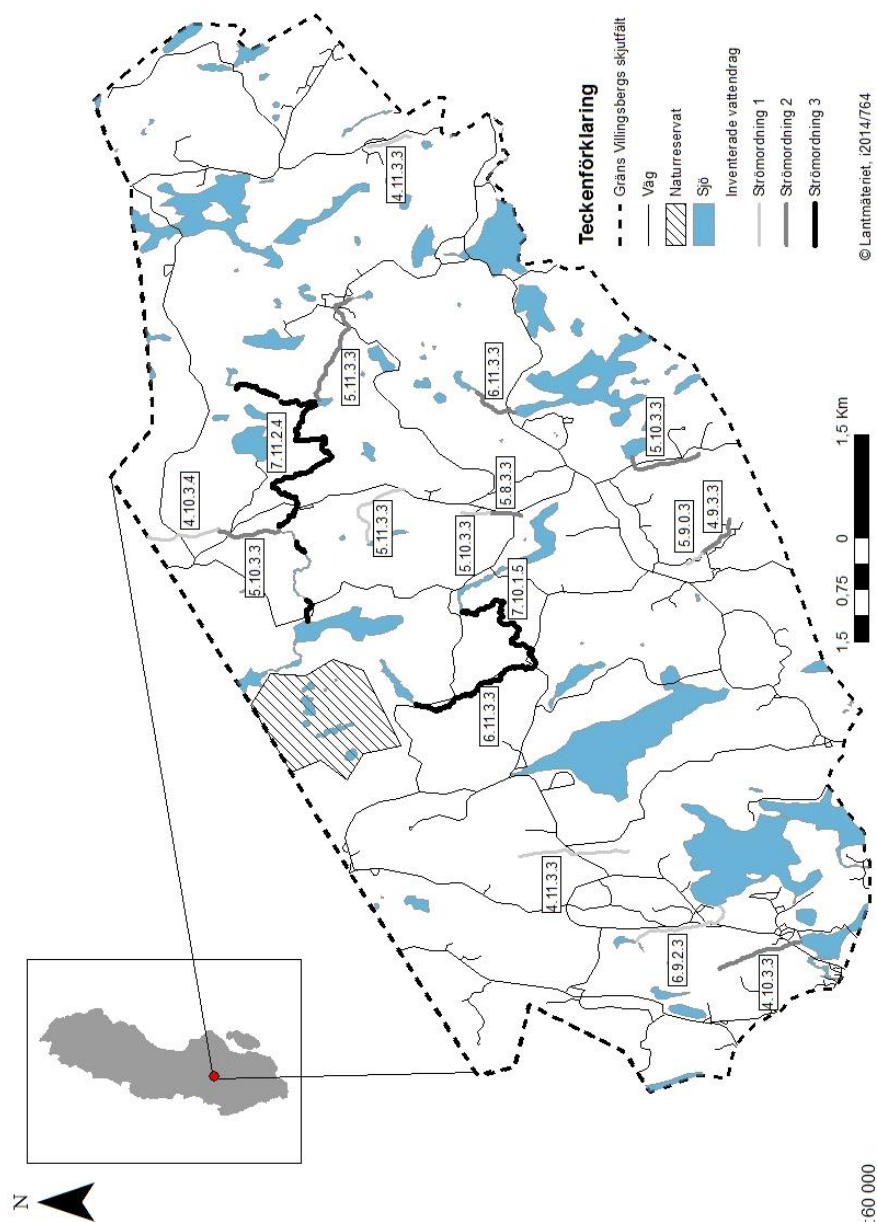 N
4.10.3.4
7.11.2.4
5.10.3.3
5.11.3.3
4.11.3.3
5.11.3.3
6.11.3.3
5.10.3.3
5.8.3.3
7.10.1.5
6.11.3.3
5.10.3.3
5.9.0.3
4.9.3.3
4.11.3.3
6.9.2.3
4.10.3.3
Teckenförklaring
Gräns Villingsbergs skjutfält
Väg
Naturreservat
Sjö
Inventerade vattendrag
Strömordning 1
Strömordning 2
Strömordning 3
1,5 0,75 0 1,5 Km
:60 000
© Lantmäteriet, i2014/764